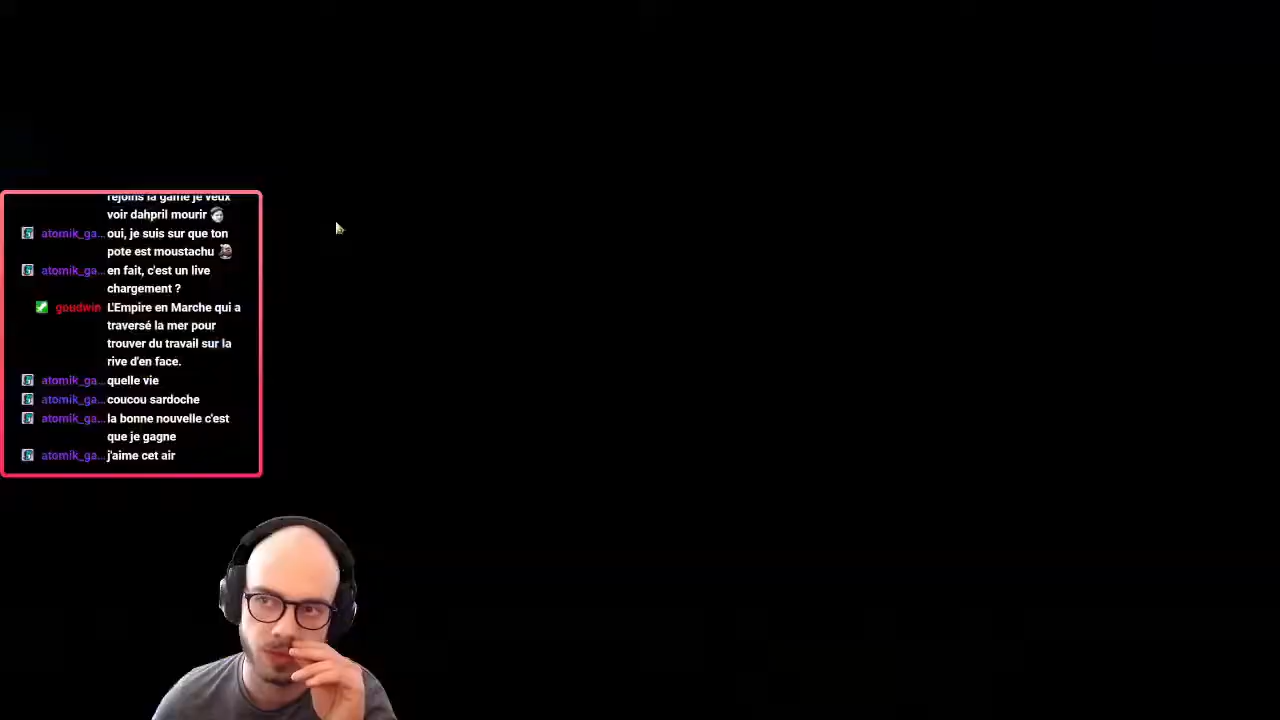 rejoins la game je veux
voir dahpril mourir
atomik_ga... oui, je suis sur que ton
pote est moustachu
atomik_ga... en fait, c'est un live
chargement ?
goudwin L'Empire en Marche qui a
traversé la mer pour
trouver du travail sur la
rive d'en face.
atomik_ga... quelle vie
atomik_ga... coucou sardoche
atomik_ga... la bonne nouvelle c'est
que je gagne
atomik_ga... j'aime cet air